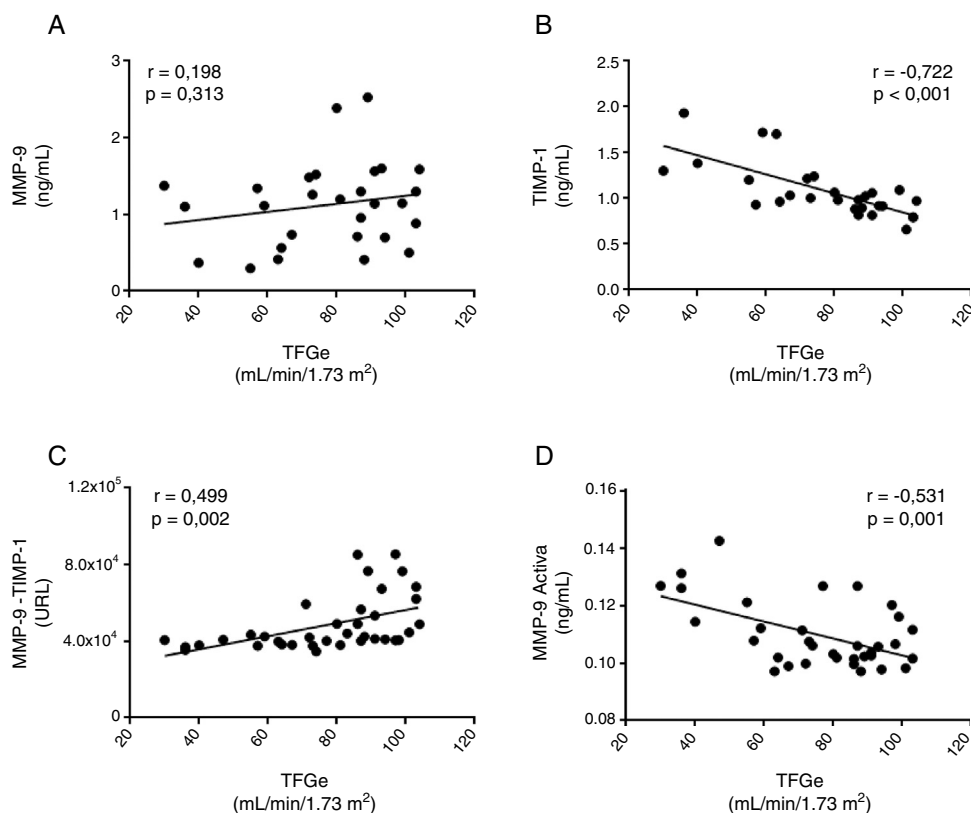 A
r = 0,198
p = 0,313
MMP-9
(ng/mL)
3
2
1
0
20
40
60
80
100
120
TFGe
(mL/min/1.73 m²)
B
r = -0,722
p < 0,001
TIMP-1
(ng/mL)
2.5
2.0
1.5
1.0
0.5
0.0
20
40
60
80
100
120
TFGe
(mL/min/1.73 m²)
C
r = 0,499
p = 0,002
MMP-9 -TIMP-1
(URL)
1.2x10⁵
8.0x10⁴
4.0x10⁴
0
20
40
60
80
100
120
TFGe
(mL/min/1.73 m²)
D
r = -0,531
p = 0,001
MMP-9 Activa
(ng/mL)
0.16
0.14
0.12
0.10
0.08
20
40
60
80
100
120
TFGe
(mL/min/1.73 m²)